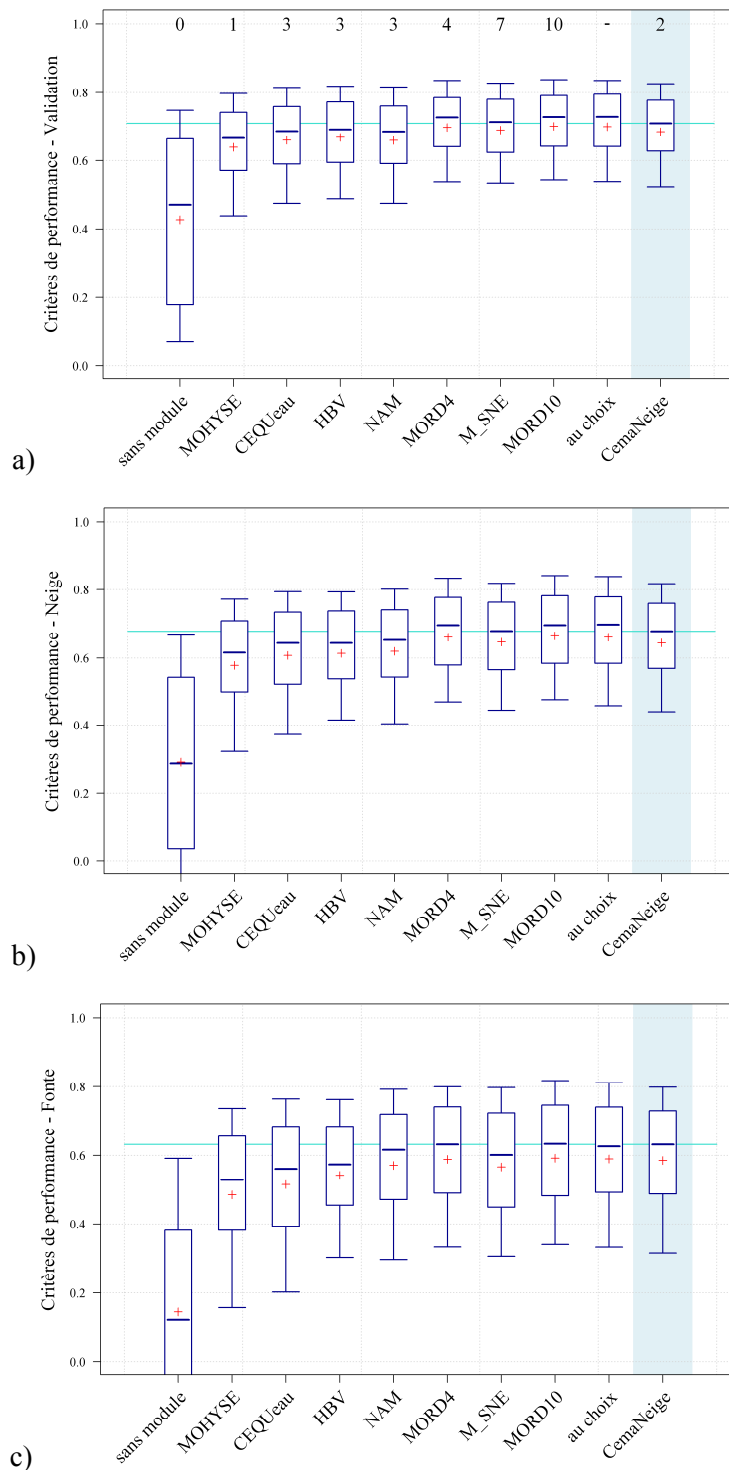 0 1 3 3 3 4 7 10 - 2
Critères de performance - Validation
1.0
0.8
0.6
0.4
0.2
0.0
sans module
MOHYSE
CEQUeau
HBV
NAM
MORD4
M_SNE
MORD10
au choix
CemaNeige
a)
Critères de performance - Neige
1.0
0.8
0.6
0.4
0.2
0.0
sans module
MOHYSE
CEQUeau
HBV
NAM
MORD4
M_SNE
MORD10
au choix
CemaNeige
b)
Critères de performance - Fonte
1.0
0.8
0.6
0.4
0.2
0.0
sans module
MOHYSE
CEQUeau
HBV
NAM
MORD4
M_SNE
MORD10
au choix
CemaNeige
c)